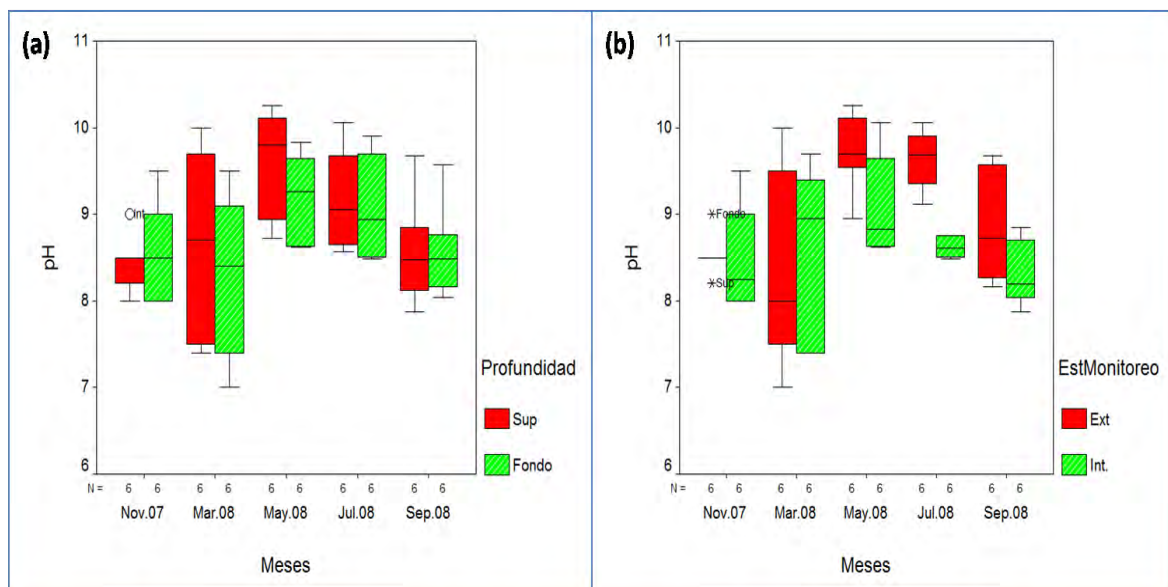 (a)
11
10
9
8
7
6
pH
Int
Profundidad
Sup
Fondo
N = 6 6 6 6 6 6 6 6 6 6
Nov.07 Mar.08 May.08 Jul.08 Sep.08
Meses
(b)
11
10
9
8
7
6
pH
Fondo
Sup
EstMonitoreo
Ext
Int.
N = 6 6 6 6 6 6 6 6 6 6
Nov.07 Mar.08 May.08 Jul.08 Sep.08
Meses